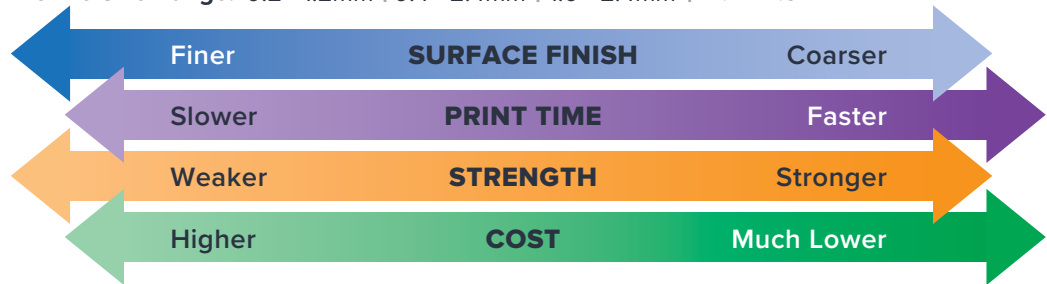 Finer SURFACE FINISH Coarser
Slower PRINT TIME Faster
Weaker STRENGTH Stronger
Higher COST Much Lower